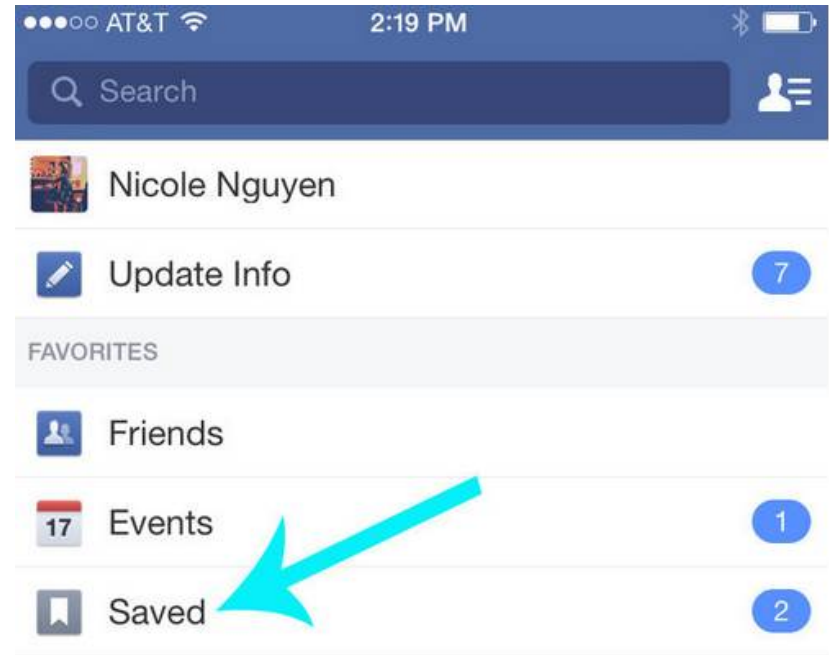 AT&T 2:19 PM
Search
Nicole Nguyen
Update Info 7
FAVORITES
Friends
17 Events 1
Saved 2